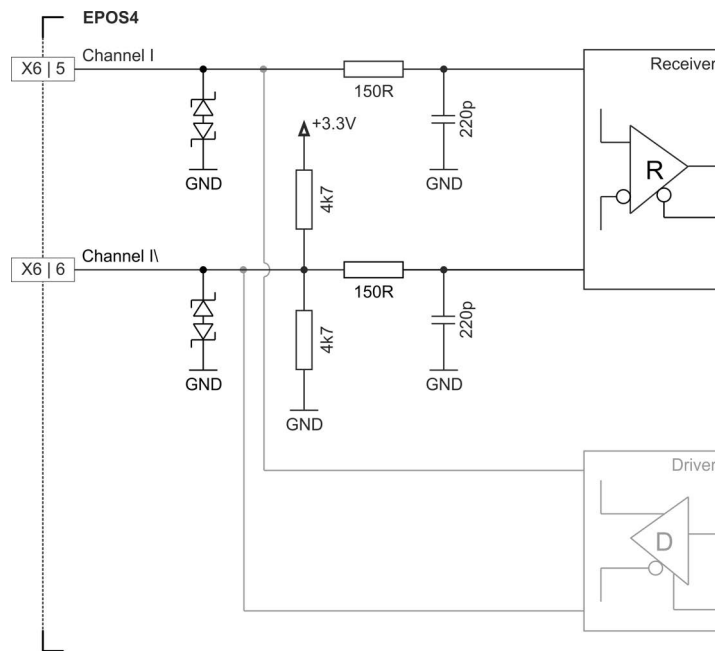 EPOS4
X6 | 5
Channel I
Receiver
150R
220p
+3.3V
GND
GND
4k7
R
X6 | 6
Channel I\
150R
220p
4k7
GND
GND
GND
Driver
D